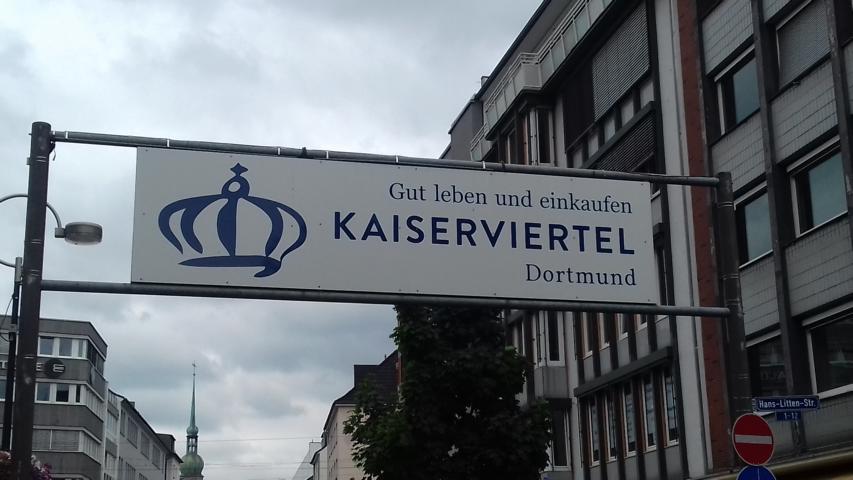 Gut leben und einkaufen
KAISERVIERTEL
Dortmund
Hans-Litten-Str.
1-12